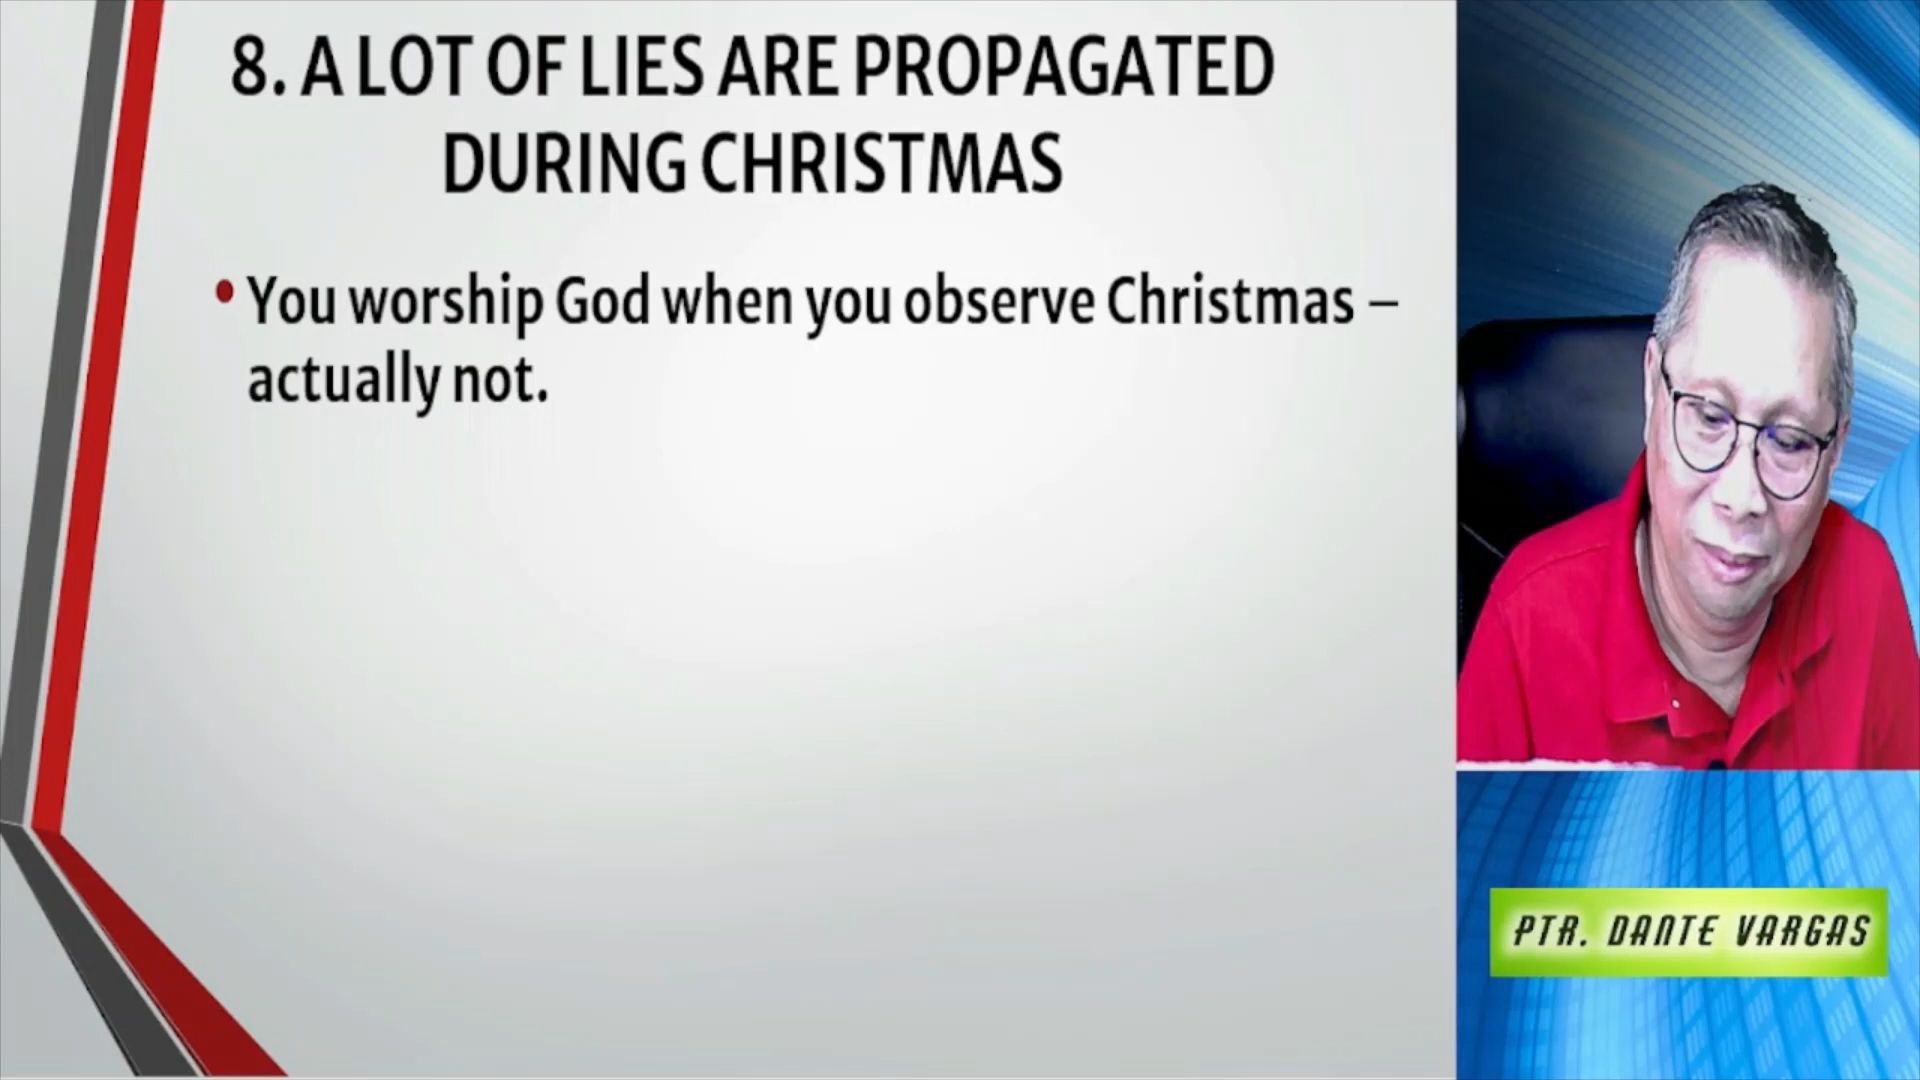 8. A LOT OF LIES ARE PROPAGATED
DURING CHRISTMAS
• You worship God when you observe Christmas –
actually not.
PTR. DANTE VARGAS